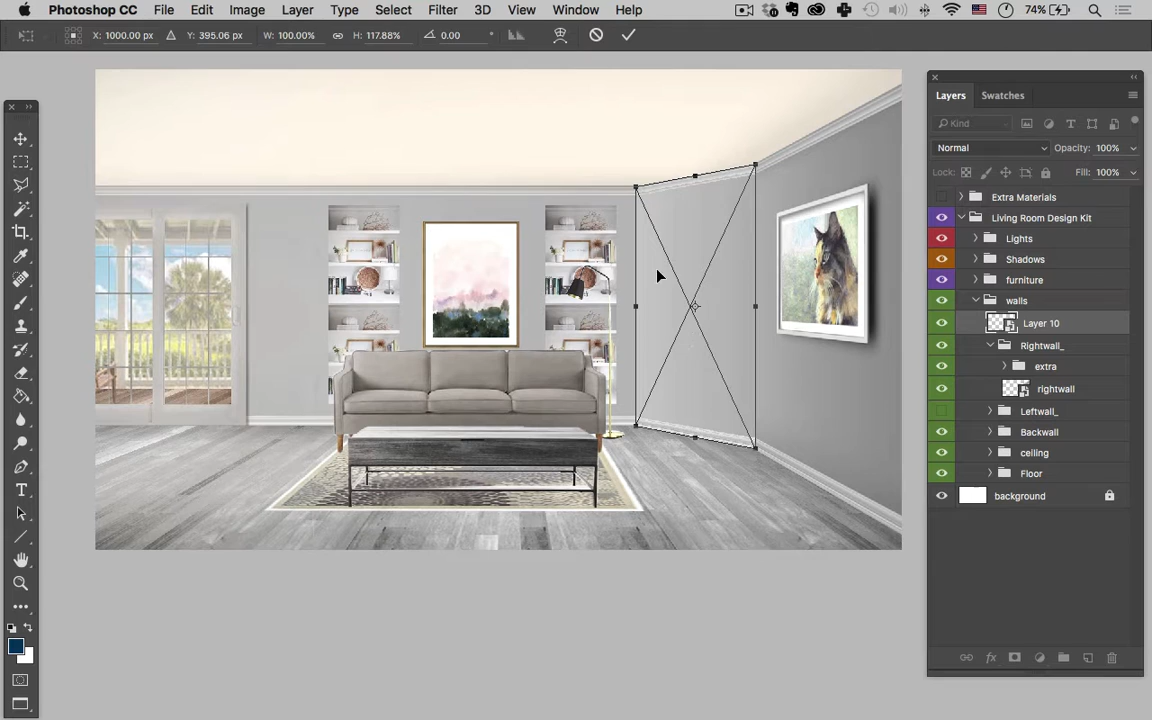 Photoshop CC File Edit Image Layer Type Select Filter 3D View Window Help 74%
X: 1000.00 px Y: 395.06 px W: 100.00% H: 117.88% 0.00 °
Layers Swatches
Kind
Normal Opacity: 100%
Lock: Fill: 100%
Extra Materials
Living Room Design Kit
Lights
Shadows
furniture
walls
Layer 10
Rightwall_
extra
rightwall
Leftwall_
Backwall
ceiling
Floor
background